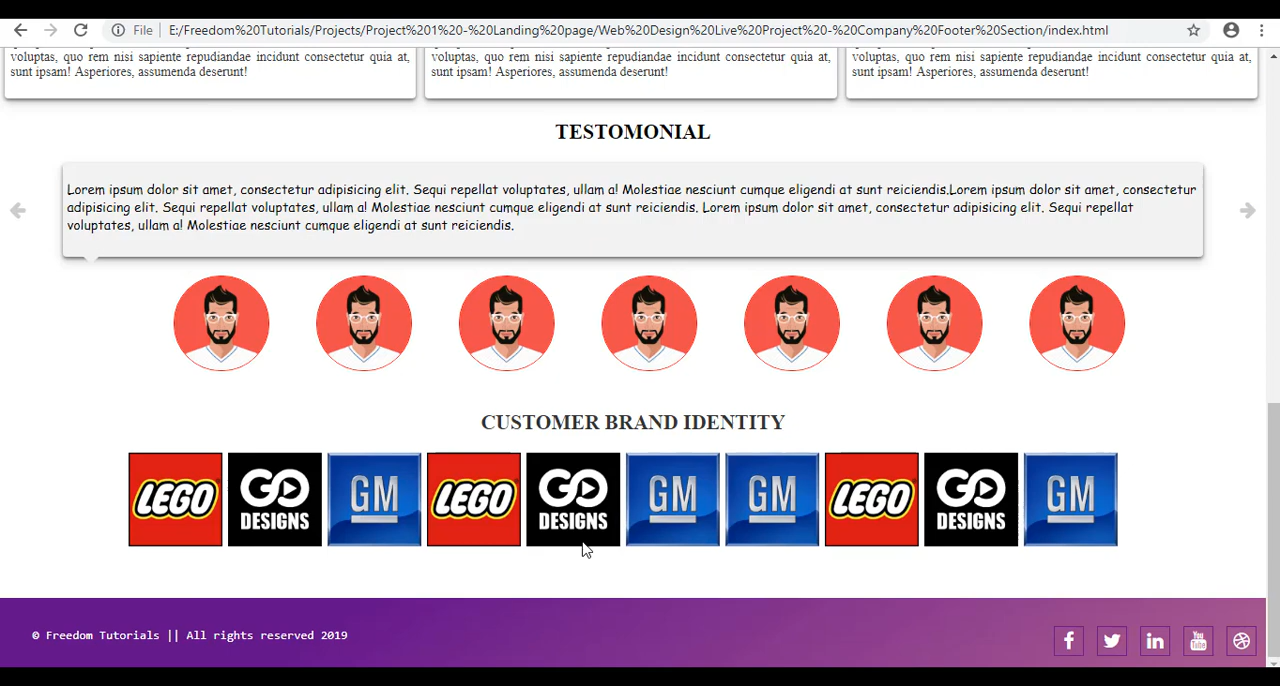 File E:/Freedom%20Tutorials/Projects/Project%201%20-%20Landing%20page/Web%20Design%20Live%20Project%20-%20Company%20Footer%20Section/index.html
voluptas, quo rem nisi sapiente repudiandae incidunt consectetur quia at,
sunt ipsam! Asperiores, assumenda deserunt!
voluptas, quo rem nisi sapiente repudiandae incidunt consectetur quia at,
sunt ipsam! Asperiores, assumenda deserunt!
voluptas, quo rem nisi sapiente repudiandae incidunt consectetur quia at,
sunt ipsam! Asperiores, assumenda deserunt!
TESTOMONIAL
Lorem ipsum dolor sit amet, consectetur adipisicing elit. Sequi repellat voluptates, ullam a! Molestiae nesciunt cumque eligendi at sunt reiciendis.Lorem ipsum dolor sit amet, consectetur
adipisicing elit. Sequi repellat voluptates, ullam a! Molestiae nesciunt cumque eligendi at sunt reiciendis. Lorem ipsum dolor sit amet, consectetur adipisicing elit. Sequi repellat
voluptates, ullam a! Molestiae nesciunt cumque eligendi at sunt reiciendis.
CUSTOMER BRAND IDENTITY
LEGO
GO
DESIGNS
GM
LEGO
GO
DESIGNS
GM
GM
LEGO
GO
DESIGNS
GM
© Freedom Tutorials || All rights reserved 2019
You
Tube